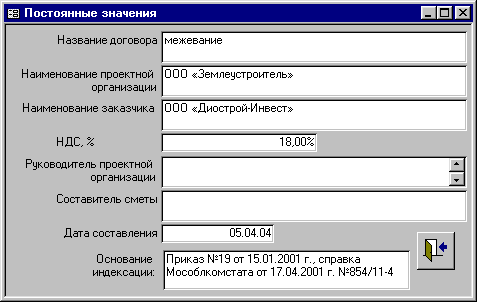 Постоянные значения
Название договора межевание
Наименование проектной организации ООО «Землеустроитель»
Наименование заказчика ООО «Диострой-Инвест»
НДС, % 18,00%
Руководитель проектной организации
Составитель сметы
Дата составления 05.04.04
Основание индексации: Приказ №19 от 15.01.2001 г., справка
Мособлкомстата от 17.04.2001 г. №854/11-4